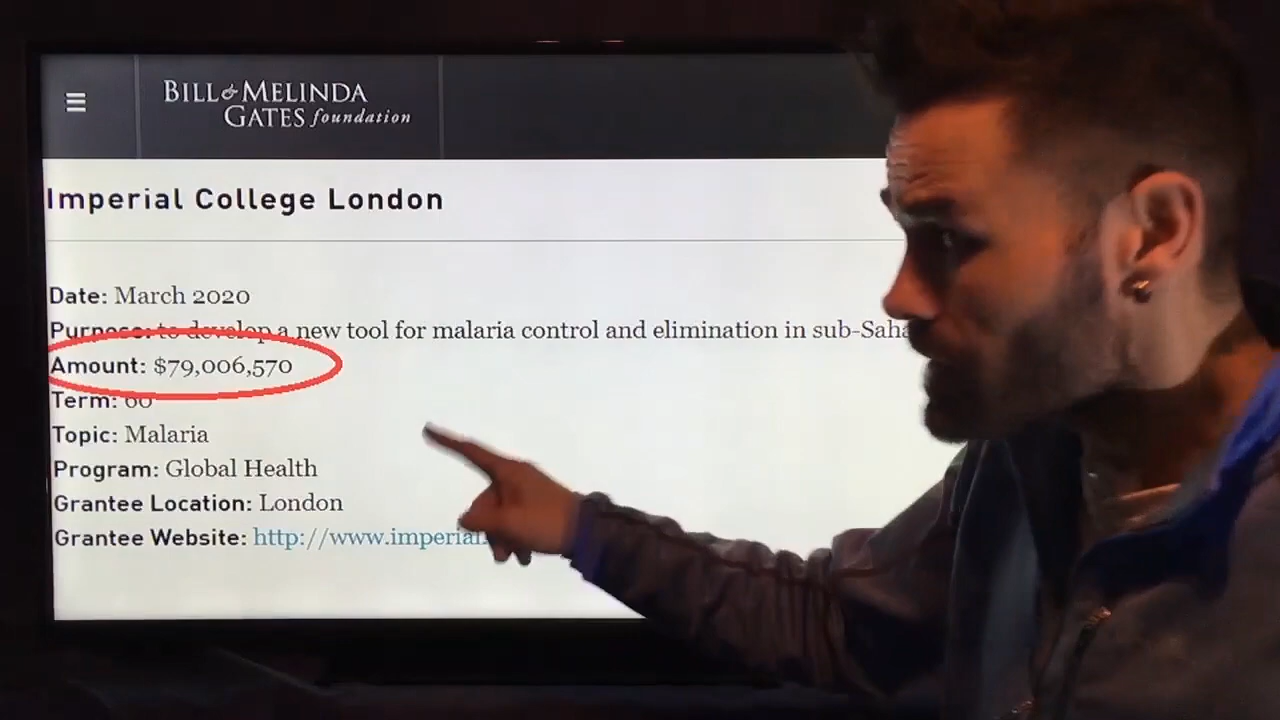 BILL & MELINDA
GATES foundation
Imperial College London
Date: March 2020
Purpose: to develop a new tool for malaria control and elimination in
Amount: $79,006,570
Term: 60
Topic: Malaria
Program: Global Health
Grantee Location: London
Grantee Website: http://www.imperial.